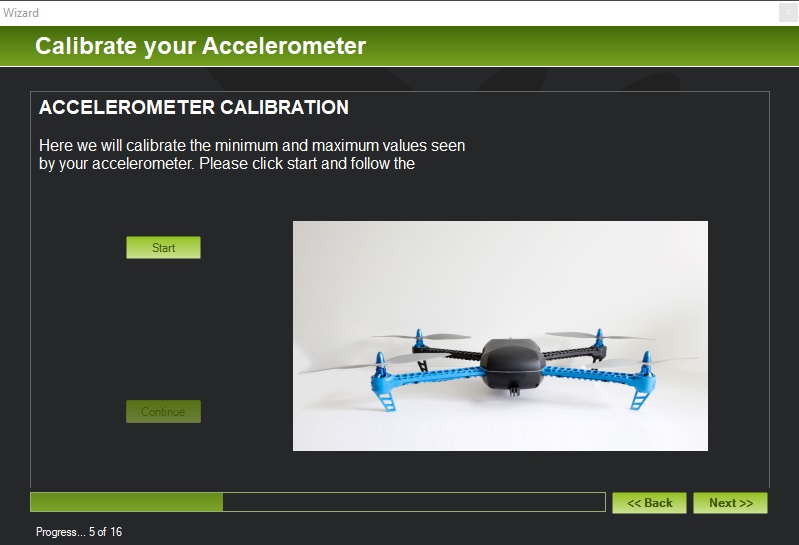 Wizard
Calibrate your Accelerometer
ACCELEROMETER CALIBRATION
Here we will calibrate the minimum and maximum values seen
by your accelerometer. Please click start and follow the
Start
Continue
<< Back
Next >>
Progress... 5 of 16